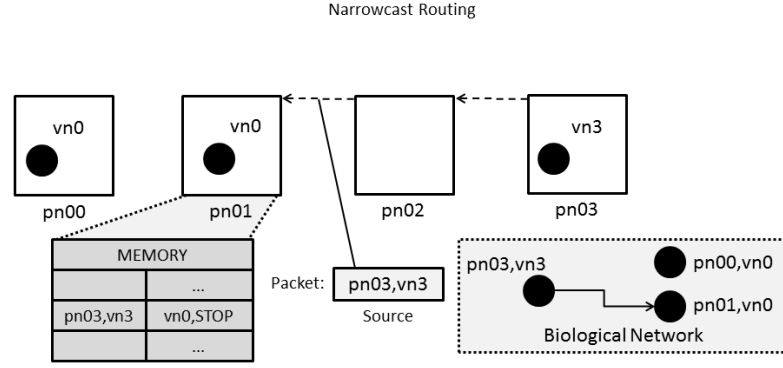 Narrowcast Routing
vn0
vn0
vn3
pn00
pn01
pn02
pn03
MEMORY
...
pn03,vn3
vn0,STOP
...
Packet:
pn03,vn3
Source
pn03,vn3
pn00,vn0
pn01,vn0
Biological Network